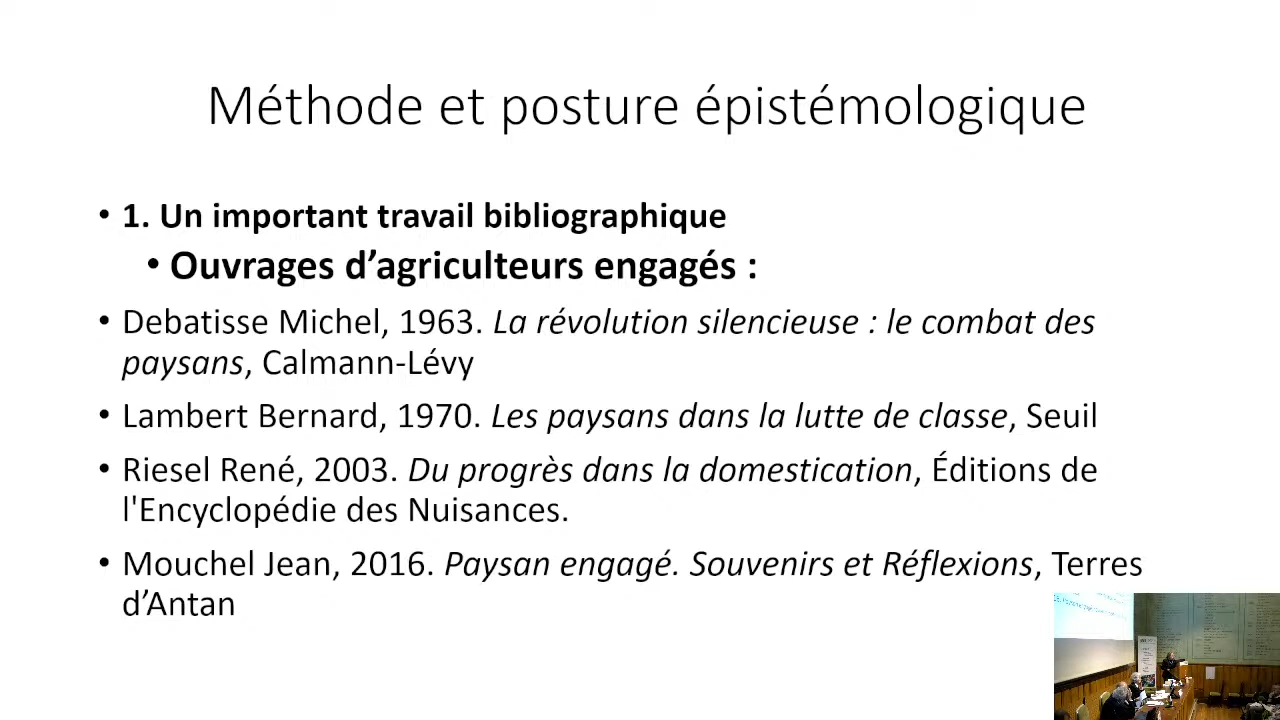 Méthode et posture épistémologique
• 1. Un important travail bibliographique
• Ouvrages d’agriculteurs engagés :
• Debatisse Michel, 1963. La révolution silencieuse : le combat des
paysans, Calmann-Lévy
• Lambert Bernard, 1970. Les paysans dans la lutte de classe, Seuil
• Riesel René, 2003. Du progrès dans la domestication, Éditions de
l'Encyclopédie des Nuisances.
• Mouchel Jean, 2016. Paysan engagé. Souvenirs et Réflexions, Terres
d’Antan